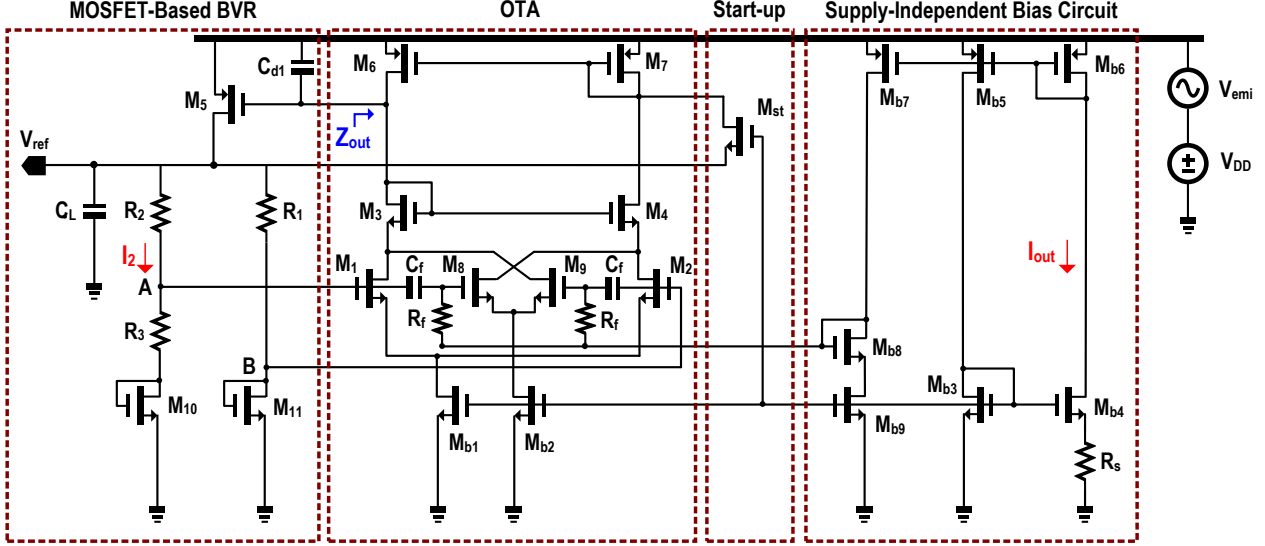 MOSFET-Based BVR OTA Start-up Supply-Independent Bias Circuit
Cd1 M6 M7 Mb7 Mb5 Mb6 Vemi
M5 Mst
Zout
Vref VDD
CL R2 R1 M3 M4
I2 M1 Cf M8 M9 Cf M2 Iout
A
R3 Rf Rf
Mb8
B
M10 M11 Mb1 Mb2 Mb9 Mb3 Mb4
Rs